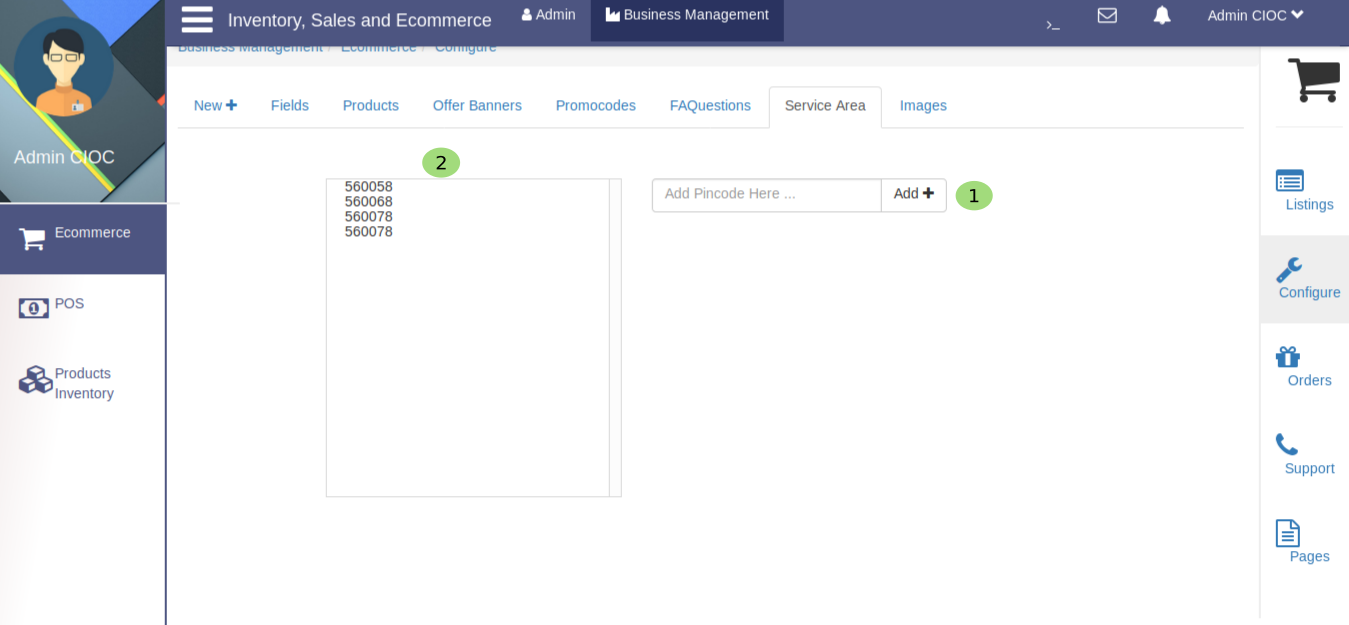 Inventory, Sales and Ecommerce Admin Business Management >_ Admin CIOC
Business Management / Ecommerce / Configure
New Fields Products Offer Banners Promocodes FAQuestions Service Area Images
Admin CIOC
Ecommerce
POS
Products
Inventory
2
560058
560068
560078
560078
Add Pincode Here ... Add
1
Listings
Configure
Orders
Support
Pages